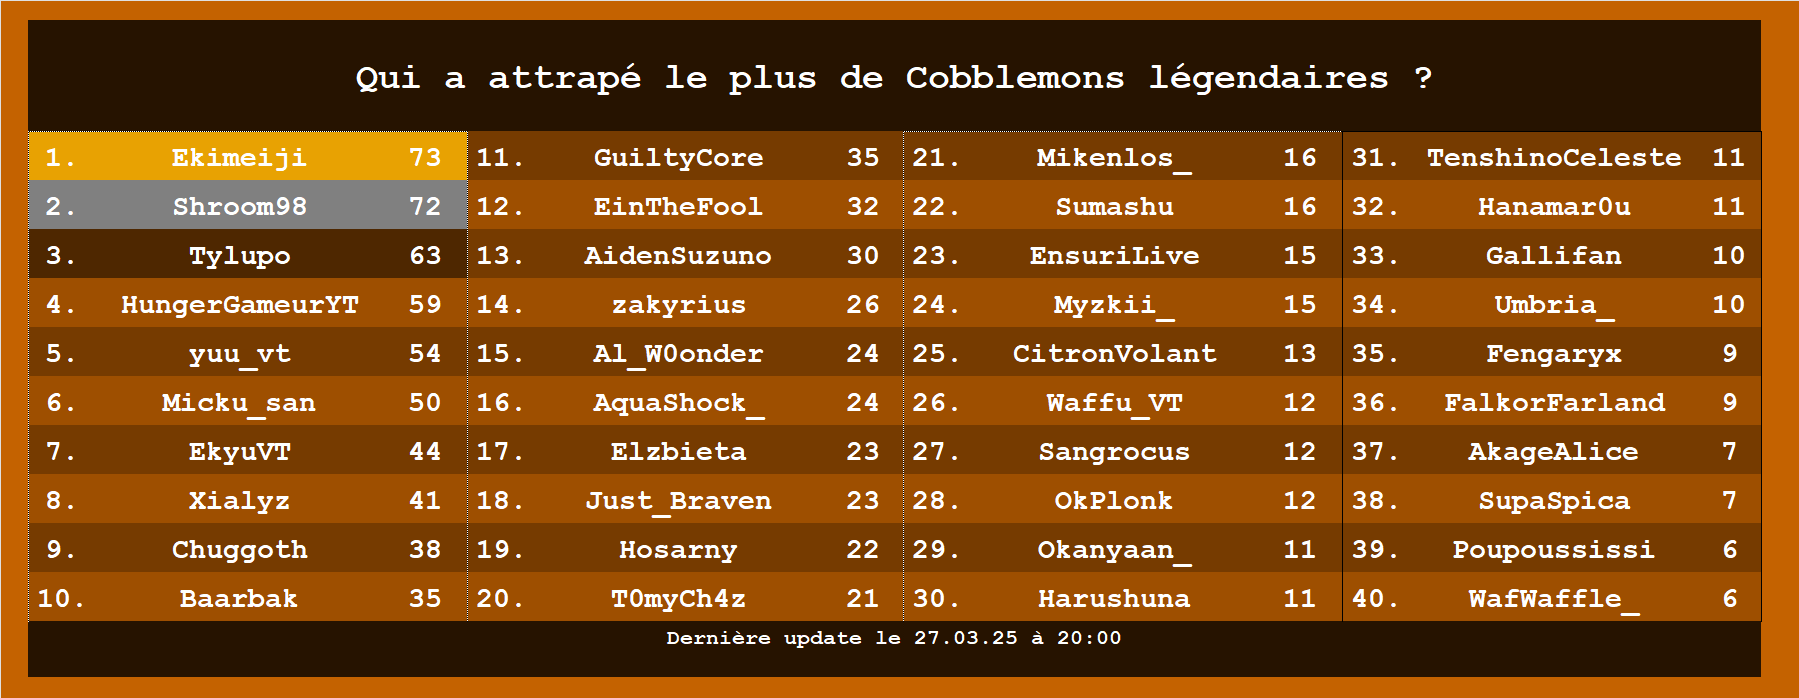 Qui a attrapé le plus de Cobblemons légendaires ?
1. Ekimeiji 73
2. Shroom98 72
3. Tylupo 63
4. HungerGameurYT 59
5. yuu_vt 54
6. Micku_san 50
7. EkyuVT 44
8. Xialyz 41
9. Chuggoth 38
10. Baarbak 35
11. GuiltyCore 35
12. EinTheFool 32
13. AidenSuzuno 30
14. zakyrius 26
15. Al_W0onder 24
16. AquaShock_ 24
17. Elzbieta 23
18. Just_Braven 23
19. Hosarny 22
20. T0myCh4z 21
21. Mikenlos_ 16
22. Sumashu 16
23. EnsuriLive 15
24. Myzkii_ 15
25. CitronVolant 13
26. Waffu_VT 12
27. Sangrocus 12
28. OkPlonk 12
29. Okanyaan_ 11
30. Harushuna 11
31. TenshinoCeleste 11
32. Hanamar0u 11
33. Gallifan 10
34. Umbria_ 10
35. Fengaryx 9
36. FalkorFarland 9
37. AkageAlice 7
38. SupaSpica 7
39. Poupoussissi 6
40. WafWaffle_ 6
Dernière update le 27.03.25 à 20:00